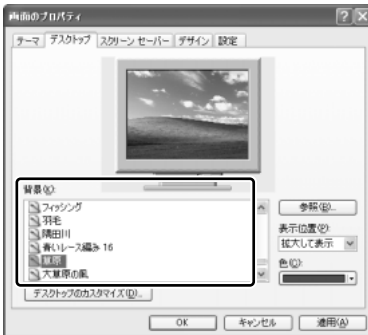 画面のプロパティ
テーマ デスクトップ スクリーン セーバー デザイン 設定
背景(K):
フィッシング
羽毛
隅田川
青いレース編み 16
草原
大草原の風
参照(B)...
表示位置(P):
拡大して表示
色(C):
デスクトップのカスタマイズ(D)...
OK キャンセル 適用(A)